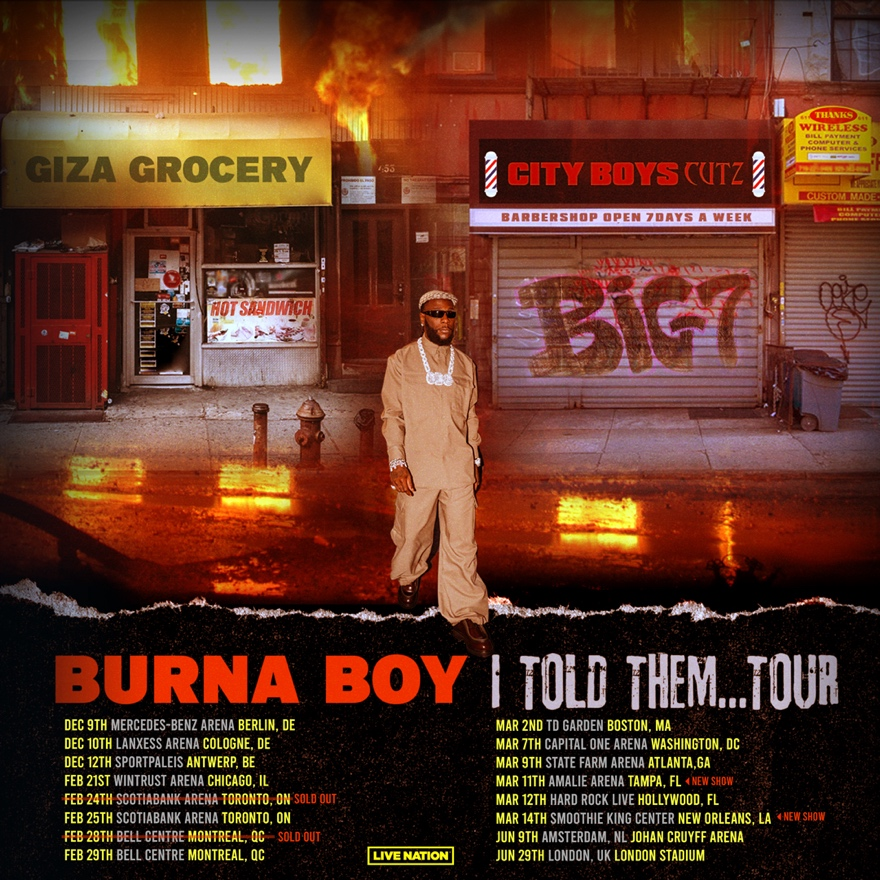 GIZA GROCERY
455
THANKS
WIRELESS
BILL PAYMENT
COMPUTER &
PHONE SERVICES
CUSTOM MADE
CITY BOYS CUTZ
BARBERSHOP OPEN 7DAYS A WEEK
HOT SANDWICH
BIG 7
BURNA BOY I TOLD THEM...TOUR
DEC 9TH MERCEDES-BENZ ARENA BERLIN, DE
DEC 10TH LANXESS ARENA COLOGNE, DE
DEC 12TH SPORTPALEIS ANTWERP, BE
FEB 21ST WINTRUST ARENA CHICAGO, IL
FEB 24TH SCOTIABANK ARENA TORONTO, ON SOLD OUT
FEB 25TH SCOTIABANK ARENA TORONTO, ON
FEB 28TH BELL CENTRE MONTREAL, QC SOLD OUT
FEB 29TH BELL CENTRE MONTREAL, QC
MAR 2ND TD GARDEN BOSTON, MA
MAR 7TH CAPITAL ONE ARENA WASHINGTON, DC
MAR 9TH STATE FARM ARENA ATLANTA,GA
MAR 11TH AMALIE ARENA TAMPA, FL NEW SHOW
MAR 12TH HARD ROCK LIVE HOLLYWOOD, FL
MAR 14TH SMOOTHIE KING CENTER NEW ORLEANS, LA NEW SHOW
JUN 9TH AMSTERDAM, NL JOHAN CRUYFF ARENA
JUN 29TH LONDON, UK LONDON STADIUM
LIVE NATION